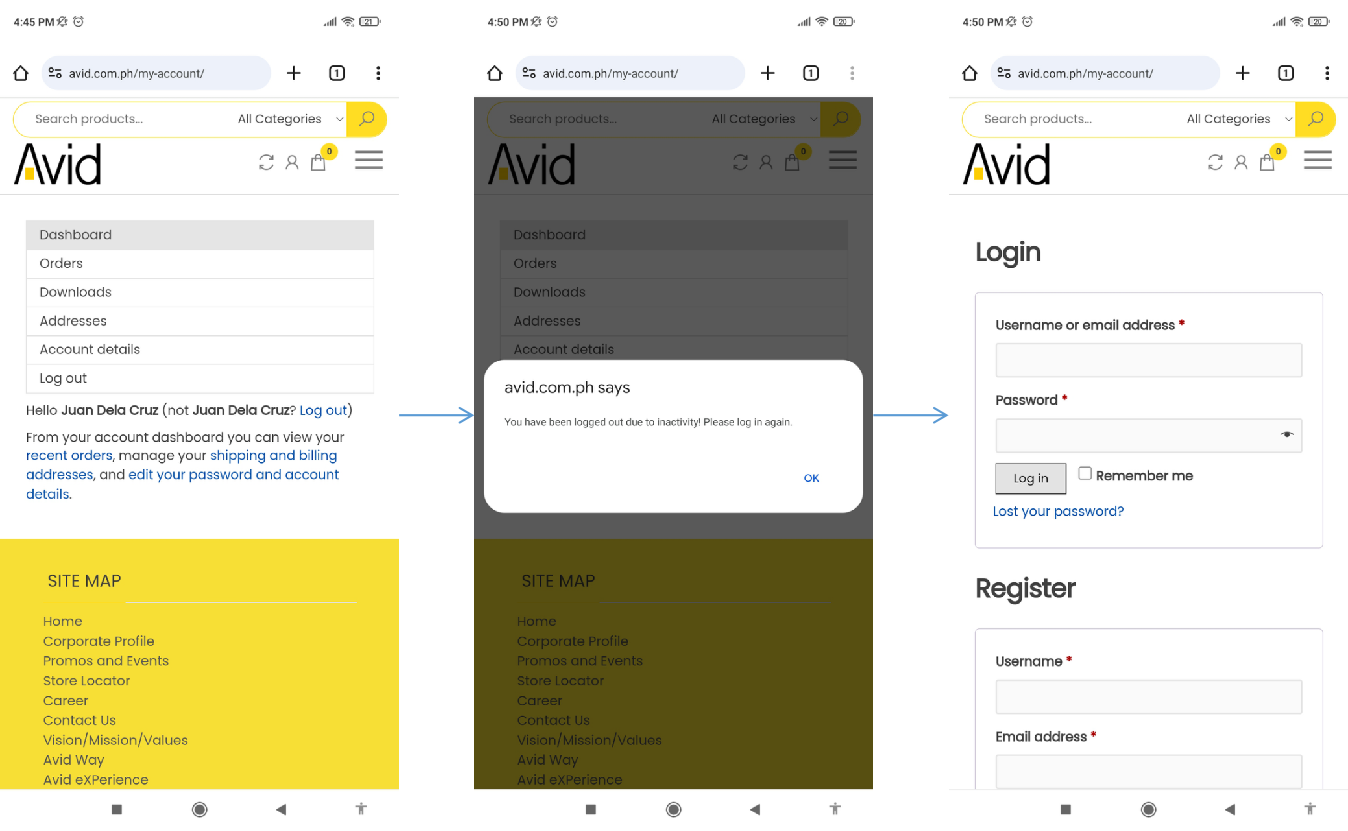 4:45 PM
21
avid.com.ph/my-account/
1
Search products...
All Categories
Avid
0
Dashboard
Orders
Downloads
Addresses
Account details
Log out
Hello Juan Dela Cruz (not Juan Dela Cruz? Log out)
From your account dashboard you can view your
recent orders, manage your shipping and billing
addresses, and edit your password and account
details.
SITE MAP
Home
Corporate Profile
Promos and Events
Store Locator
Career
Contact Us
Vision/Mission/Values
Avid Way
Avid eXPerience
4:50 PM
20
avid.com.ph/my-account/
1
Search products...
All Categories
Avid
0
Dashboard
Orders
Downloads
Addresses
Account details
avid.com.ph says
You have been logged out due to inactivity! Please log in again.
OK
SITE MAP
Home
Corporate Profile
Promos and Events
Store Locator
Career
Contact Us
Vision/Mission/Values
Avid Way
Avid eXPerience
4:50 PM
20
avid.com.ph/my-account/
1
Search products...
All Categories
Avid
0
Login
Username or email address *
Password *
Log in
Remember me
Lost your password?
Register
Username *
Email address *